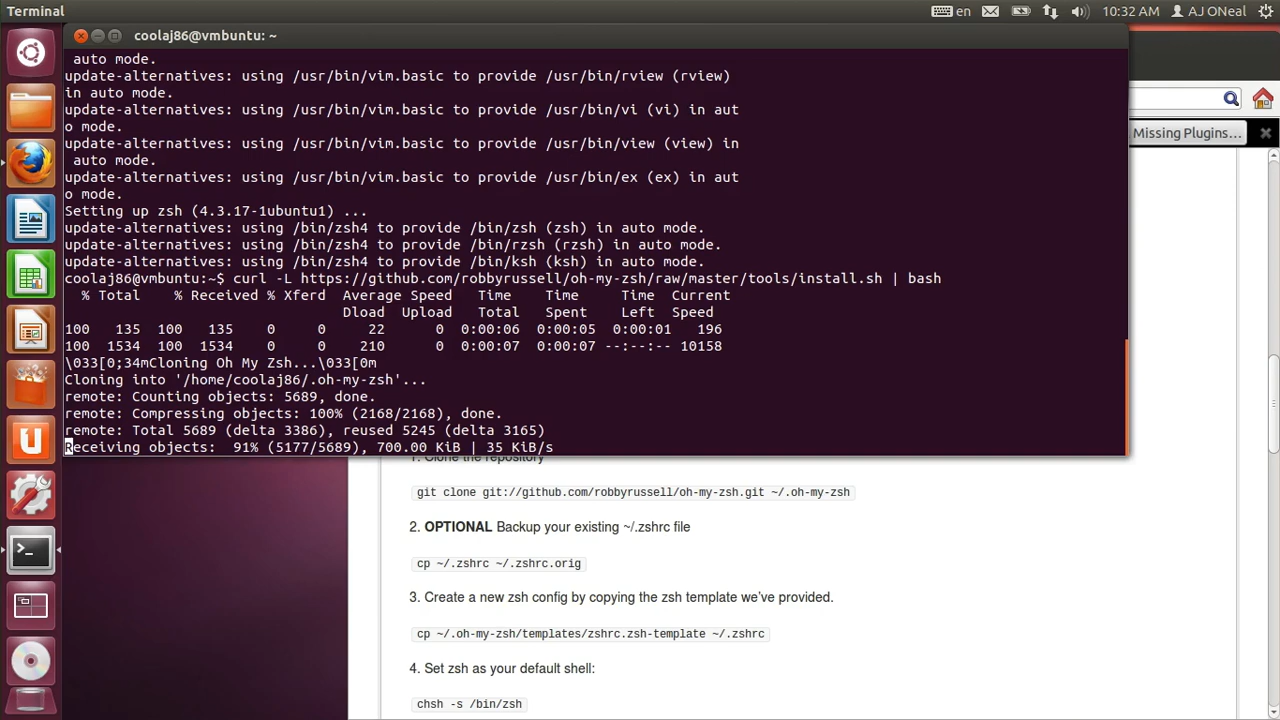 Terminal
en
10:32 AM
AJ ONeal
coolaj86@vmbuntu: ~
auto mode.
update-alternatives: using /usr/bin/vim.basic to provide /usr/bin/rview (rview)
in auto mode.
update-alternatives: using /usr/bin/vim.basic to provide /usr/bin/vi (vi) in aut
o mode.
update-alternatives: using /usr/bin/vim.basic to provide /usr/bin/view (view) in
auto mode.
update-alternatives: using /usr/bin/vim.basic to provide /usr/bin/ex (ex) in aut
o mode.
Setting up zsh (4.3.17-1ubuntu1) ...
update-alternatives: using /bin/zsh4 to provide /bin/zsh (zsh) in auto mode.
update-alternatives: using /bin/zsh4 to provide /bin/rzsh (rzsh) in auto mode.
update-alternatives: using /bin/zsh4 to provide /bin/ksh (ksh) in auto mode.
coolaj86@vmbuntu:~$ curl -L https://github.com/robbyrussell/oh-my-zsh/raw/master/tools/install.sh | bash
% Total    % Received % Xferd  Average Speed   Time    Time     Time  Current
Dload  Upload   Total   Spent    Left  Speed
100   135  100   135    0     0     22      0  0:00:06  0:00:05  0:00:01   196
100  1534  100  1534    0     0    210      0  0:00:07  0:00:07 --:--:-- 10158
\033[0;34mCloning Oh My Zsh...\033[0m
Cloning into '/home/coolaj86/.oh-my-zsh'...
remote: Counting objects: 5689, done.
remote: Compressing objects: 100% (2168/2168), done.
remote: Total 5689 (delta 3386), reused 5245 (delta 3165)
Receiving objects:  91% (5177/5689), 700.00 KiB | 35 KiB/s
Missing Plugins...
1. Clone the repository
git clone git://github.com/robbyrussell/oh-my-zsh.git ~/.oh-my-zsh
2. OPTIONAL Backup your existing ~/.zshrc file
cp ~/.zshrc ~/.zshrc.orig
3. Create a new zsh config by copying the zsh template we've provided.
cp ~/.oh-my-zsh/templates/zshrc.zsh-template ~/.zshrc
4. Set zsh as your default shell:
chsh -s /bin/zsh